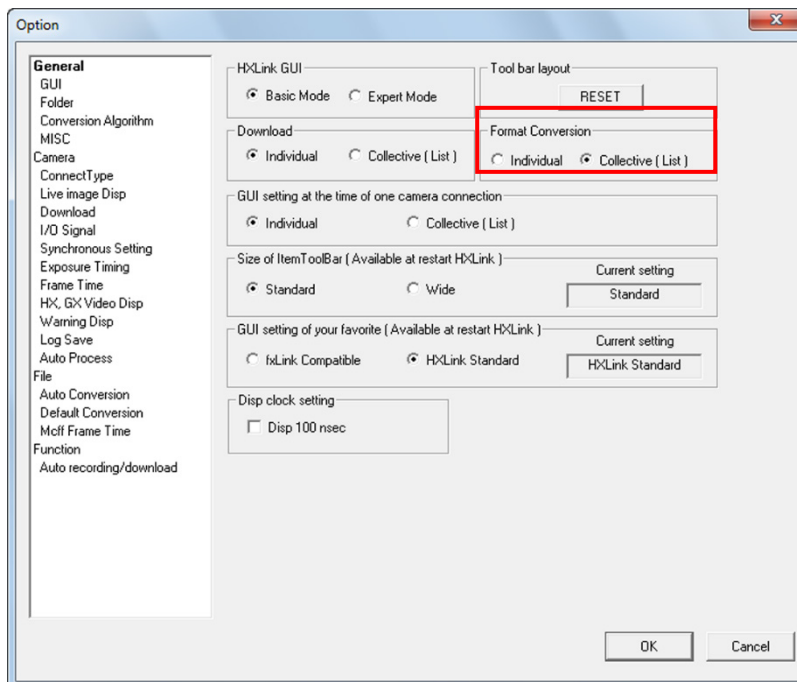 Option
General
GUI
Folder
Conversion Algorithm
MISC
Camera
ConnectType
Live image Disp
Download
I/O Signal
Synchronous Setting
Exposure Timing
Frame Time
HX, GX Video Disp
Warning Disp
Log Save
Auto Process
File
Auto Conversion
Default Conversion
Mcff Frame Time
Function
Auto recording/download
HXLink GUI
Basic Mode Expert Mode
Tool bar layout
RESET
Download
Individual Collective ( List )
Format Conversion
Individual Collective ( List )
GUI setting at the time of one camera connection
Individual Collective ( List )
Size of ItemToolBar ( Available at restart HXLink )
Standard Wide
Current setting
Standard
GUI setting of your favorite ( Available at restart HXLink )
fxLink Compatible HXLink Standard
Current setting
HXLink Standard
Disp clock setting
Disp 100 nsec
OK Cancel